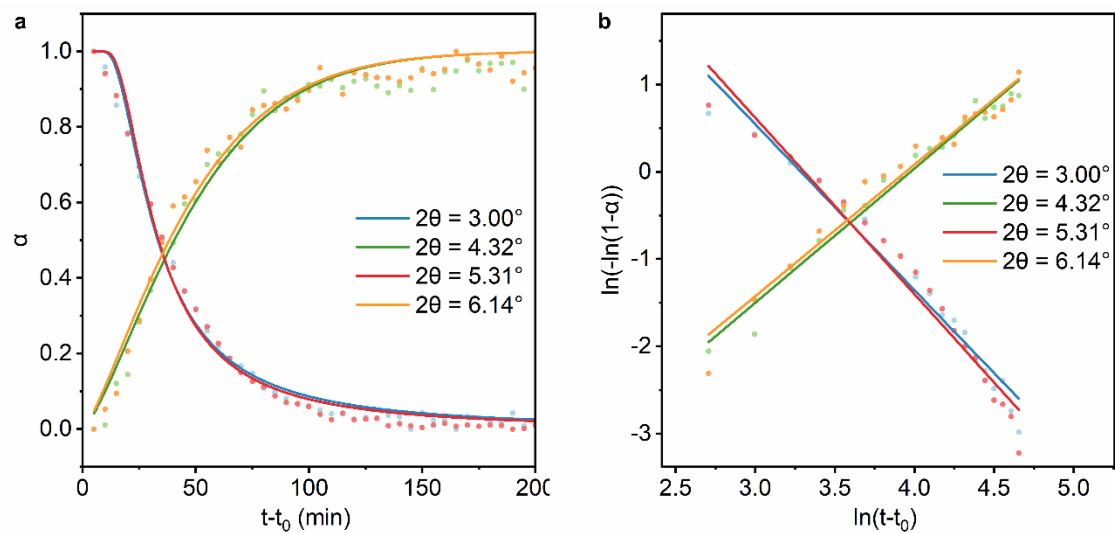 a
α
1.0
0.8
0.6
0.4
0.2
0.0
2θ = 3.00°
2θ = 4.32°
2θ = 5.31°
2θ = 6.14°
0 50 100 150 200
t-t₀ (min)
b
ln(-ln(1-α))
1
0
-1
-2
-3
2θ = 3.00°
2θ = 4.32°
2θ = 5.31°
2θ = 6.14°
2.5 3.0 3.5 4.0 4.5 5.0
ln(t-t₀)